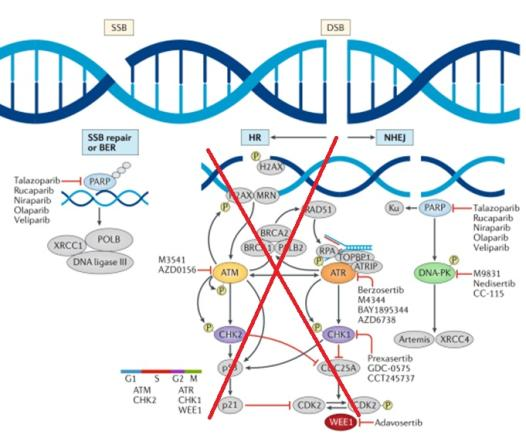 SSB
DSB
SSB repair
or BER
HR
NHEJ
P
H2AX
Talazoparib
Rucaparib
Niraparib
Olaparib
Veliparib
PARP
P
H2AX
MRN
RAD51
Ku
PARP
Talazoparib
Rucaparib
Niraparib
Olaparib
Veliparib
XRCC1
POLB
DNA ligase III
BRCA2
BRCA1
PALB2
RPA
TOPBP1
ATRIP
M3541
AZD0156
ATM
P
P
ATR
P
DNA-PK
M9831
Nedisertib
CC-115
Berzosertib
M4344
BAY1895344
AZD6738
P
CHK2
P
CHK1
Artemis
XRCC4
Prexasertib
GDC-0575
CCT245737
p53
CDC25A
G1
S
G2
M
ATM
CHK2
ATR
CHK1
WEE1
p21
CDK2
CDK2
P
WEE1
Adavosertib